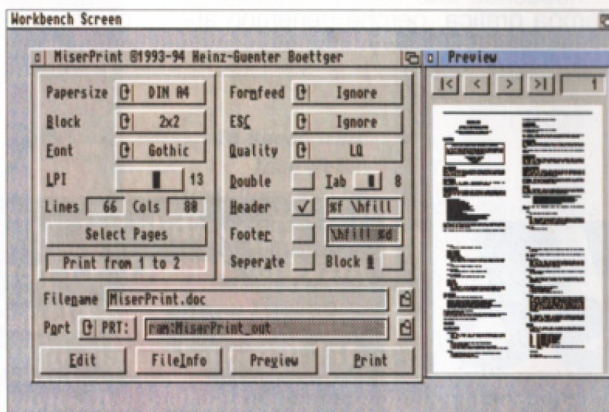 Workbench Screen
MiserPrint ©1993-94 Heinz-Guenter Boettger
Papersize DIN A4
Block 2x2
Font Gothic
LPI 13
Lines 66 Cols 80
Select Pages
Print from 1 to 2
Formfeed Ignore
ESC Ignore
Quality LQ
Double Tab 8
Header %f \hfill
Footer \hfill %d
Seperate Block #
Filename MiserPrint.doc
Port PRT: ram:MiserPrint_out
Edit FileInfo Preview Print
Preview
|< < > >| 1